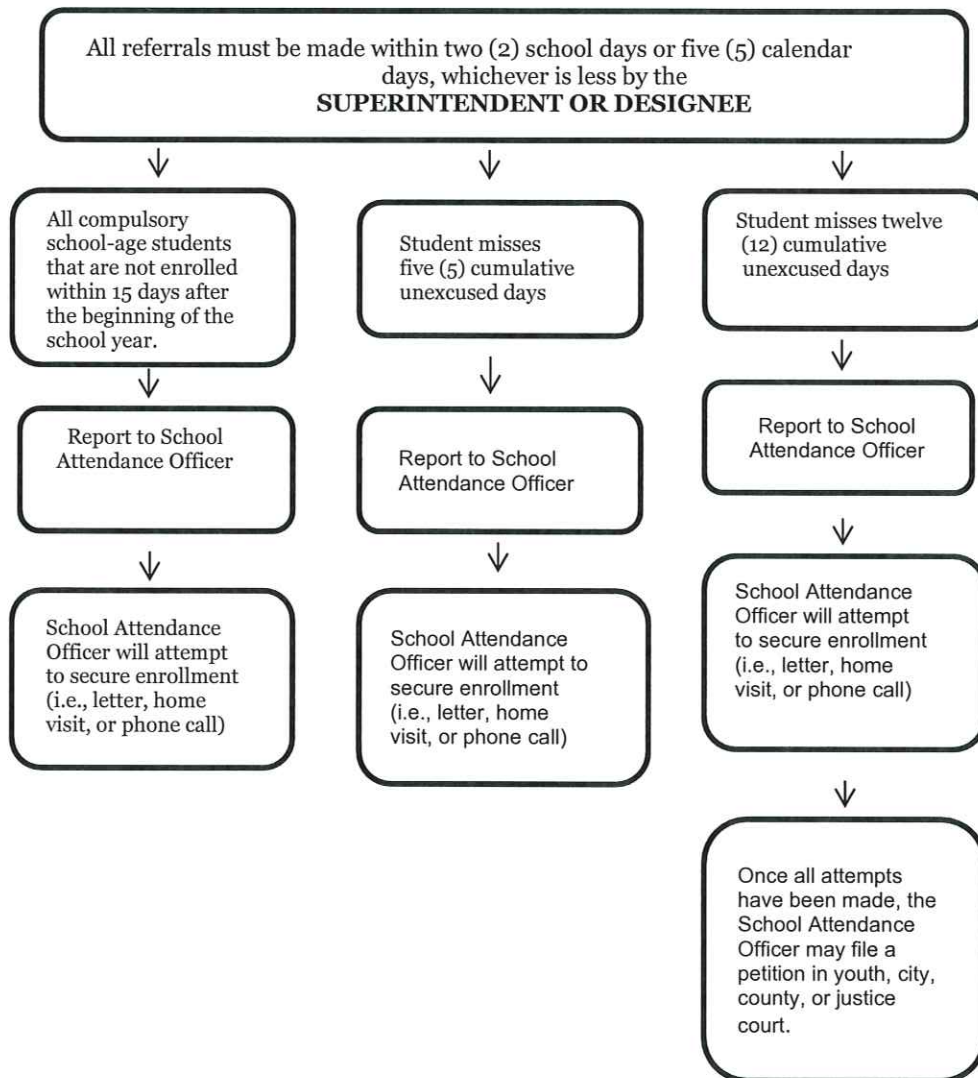 All referrals must be made within two (2) school days or five (5) calendar
days, whichever is less by the
SUPERINTENDENT OR DESIGNEE
All compulsory
school-age students
that are not enrolled
within 15 days after
the beginning of the
school year.
Report to School
Attendance Officer
School Attendance
Officer will attempt
to secure enrollment
(i.e., letter, home
visit, or phone call)
Student misses
five (5) cumulative
unexcused days
Report to School
Attendance Officer
School Attendance
Officer will attempt to
secure enrollment
(i.e., letter, home
visit, or phone call)
Student misses twelve
(12) cumulative
unexcused days
Report to School
Attendance Officer
School Attendance
Officer will attempt
to secure enrollment
(i.e., letter, home
visit, or phone call)
Once all attempts
have been made, the
School Attendance
Officer may file a
petition in youth, city,
county, or justice
court.